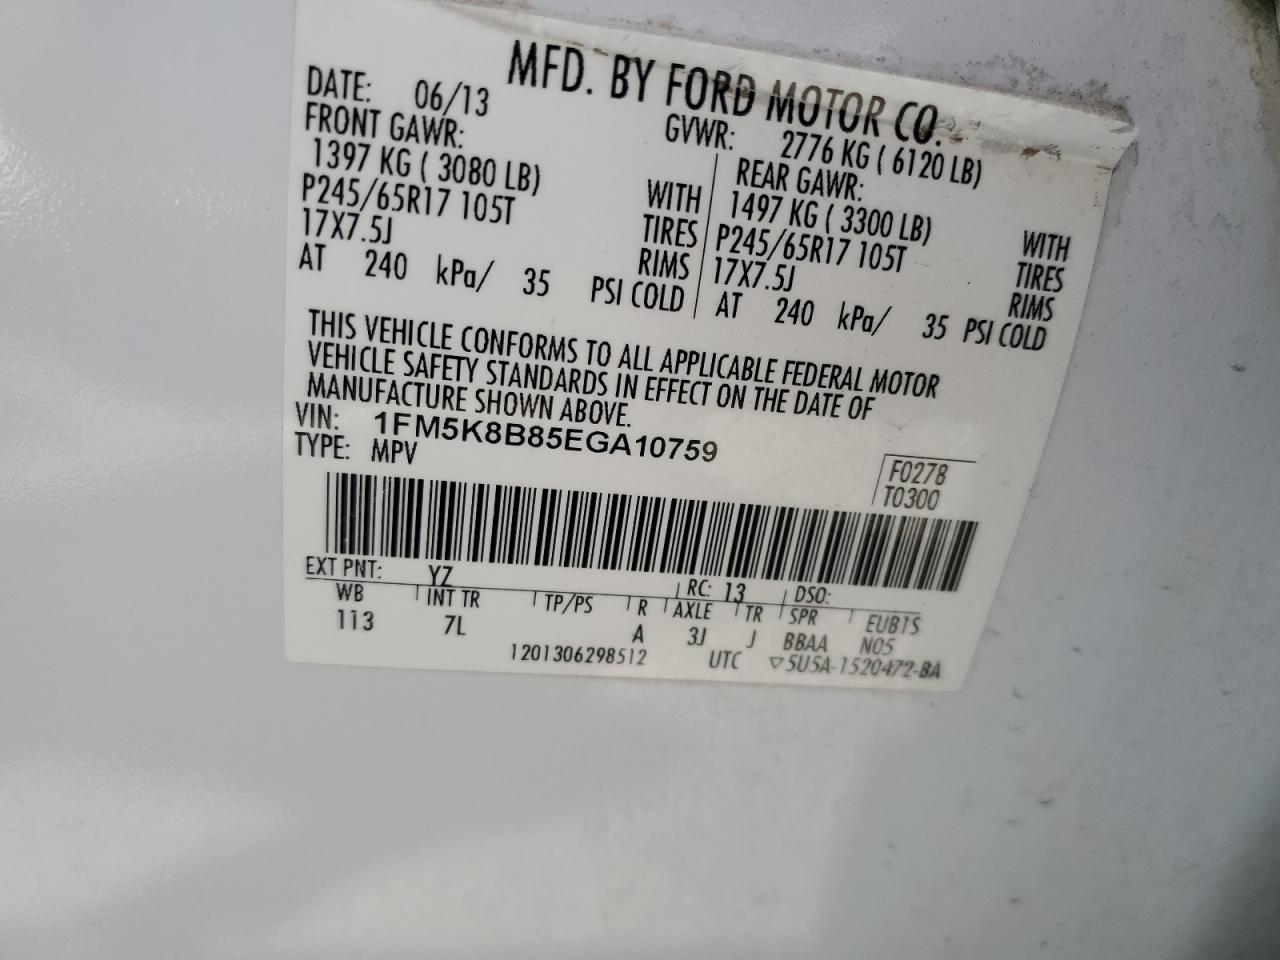 MFD. BY FORD MOTOR CO.
DATE: 06/13 GVWR: 2776 KG ( 6120 LB)
FRONT GAWR: REAR GAWR:
1397 KG ( 3080 LB) WITH 1497 KG ( 3300 LB) WITH
P245/65R17 105T TIRES P245/65R17 105T TIRES
17X7.5J RIMS 17X7.5J RIMS
AT 240 kPa/ 35 PSI COLD AT 240 kPa/ 35 PSI COLD
THIS VEHICLE CONFORMS TO ALL APPLICABLE FEDERAL MOTOR
VEHICLE SAFETY STANDARDS IN EFFECT ON THE DATE OF
MANUFACTURE SHOWN ABOVE.
VIN: 1FM5K8B85EGA10759
TYPE: MPV
F0278
T0300
EXT PNT: YZ RC: 13 DSO:
WB INT TR TP/PS R AXLE TR SPR EUB1S
113 7L A 3J J BBAA N05
1201306298512 UTC ▽5U5A-1520472-BA